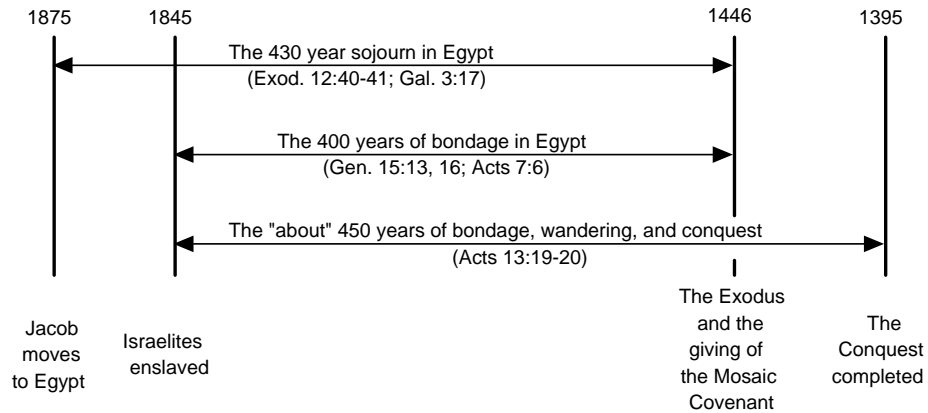 1875
1845
1446
1395
The 430 year sojourn in Egypt
(Exod. 12:40-41; Gal. 3:17)
The 400 years of bondage in Egypt
(Gen. 15:13, 16; Acts 7:6)
The "about" 450 years of bondage, wandering, and conquest
(Acts 13:19-20)
Jacob
moves
to Egypt
Israelites
enslaved
The Exodus
and the
giving of
the Mosaic
Covenant
The
Conquest
completed